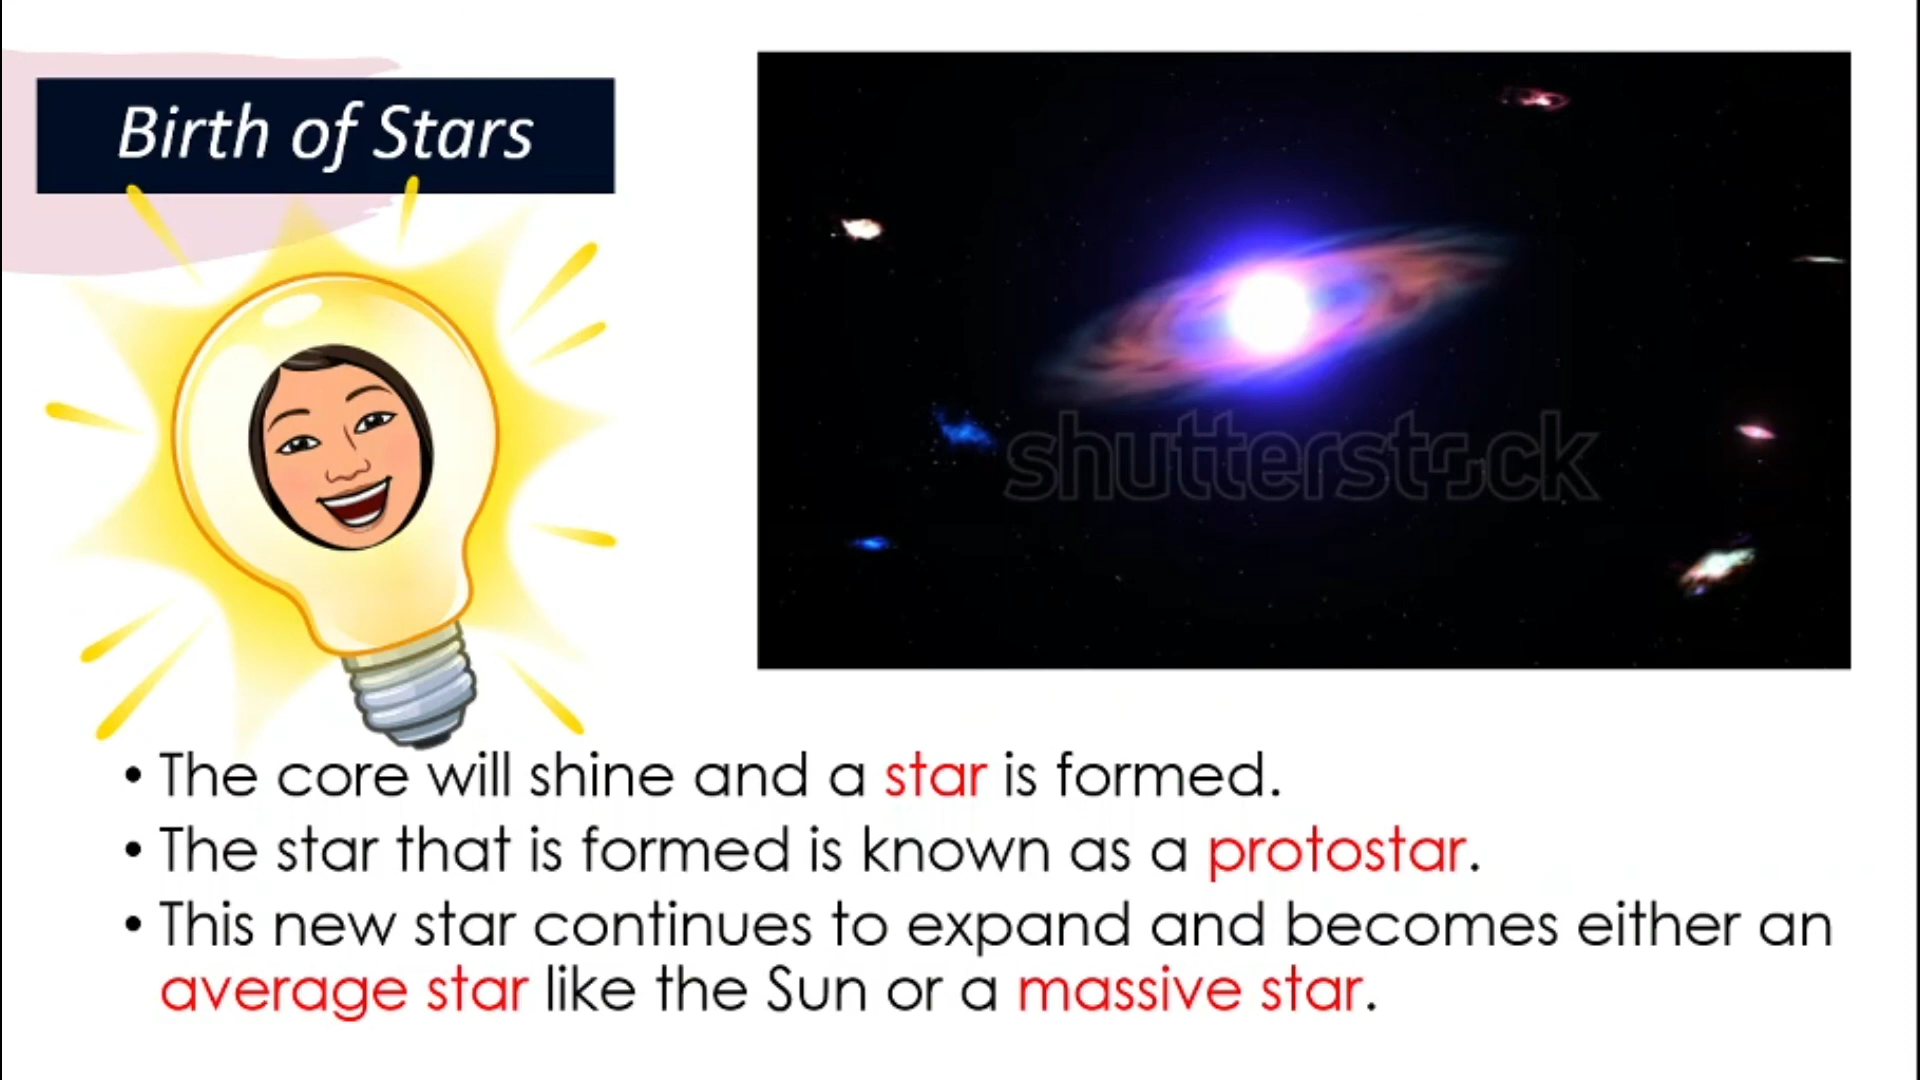 Birth of Stars
shutterstock
• The core will shine and a star is formed.
• The star that is formed is known as a protostar.
• This new star continues to expand and becomes either an
average star like the Sun or a massive star.